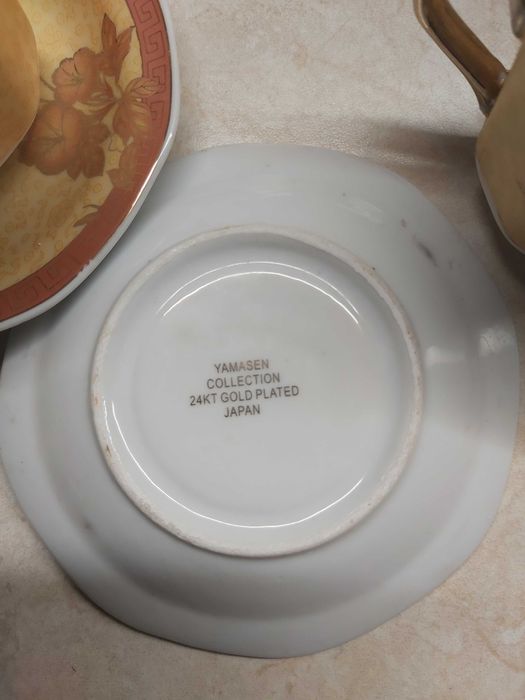 YAMASEN
COLLECTION
24KT GOLD PLATED
JAPAN